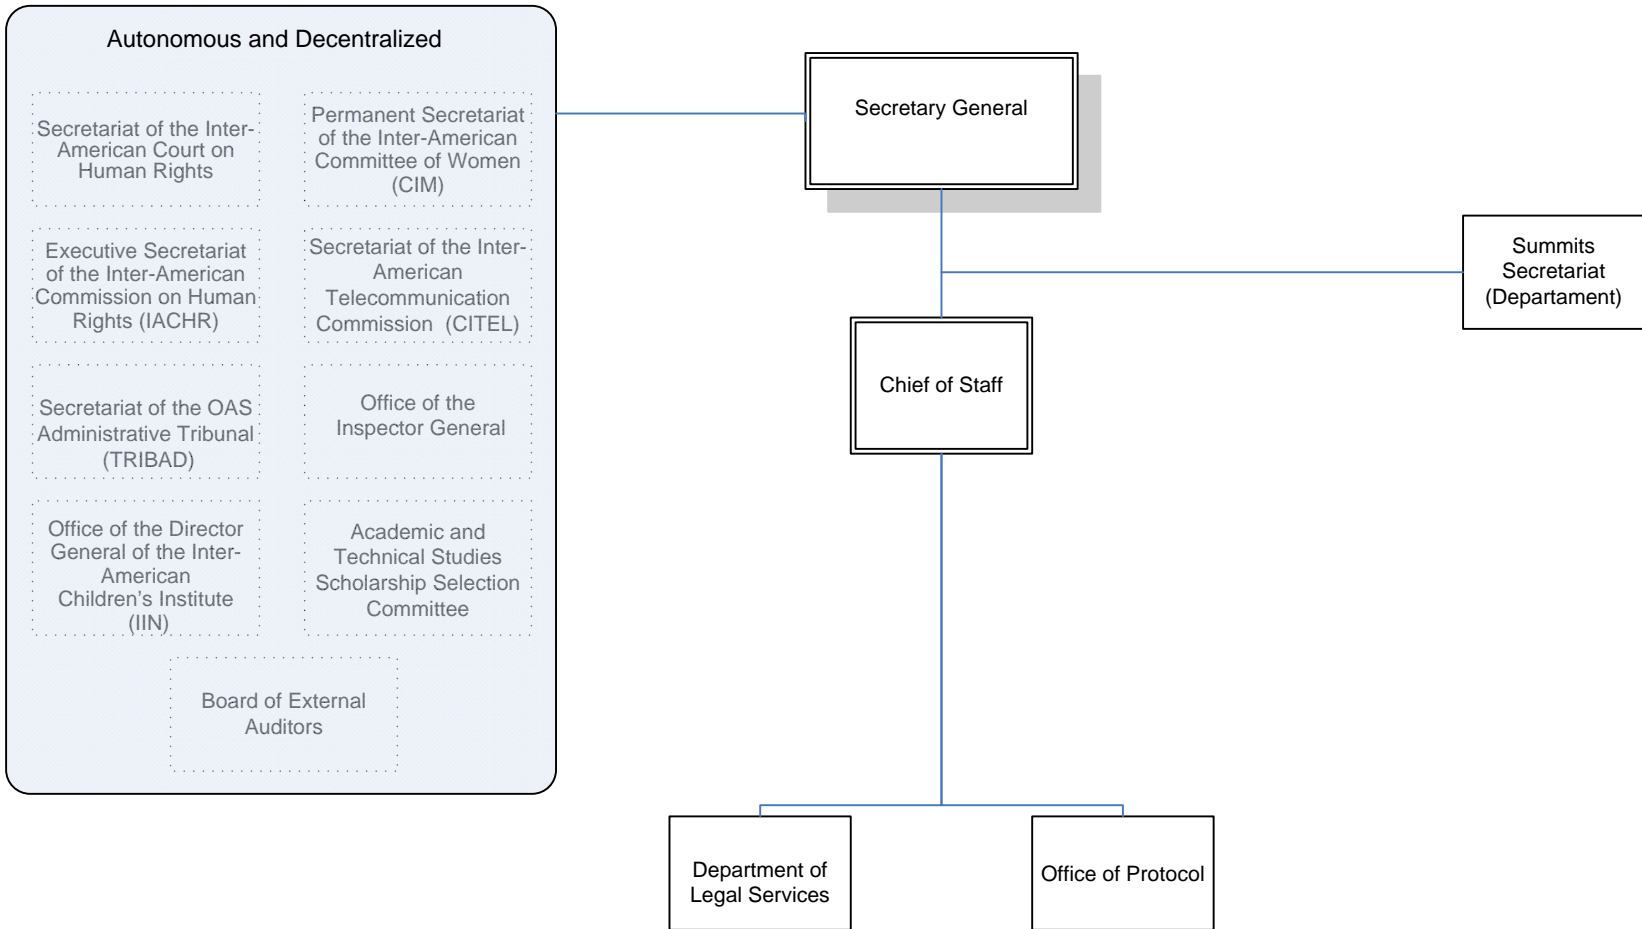 Autonomous and Decentralized
Secretariat of the Inter-
American Court on
Human Rights
Permanent Secretariat
of the Inter-American
Committee of Women
(CIM)
Executive Secretariat
of the Inter-American
Commission on Human
Rights (IACHR)
Secretariat of the Inter-
American
Telecommunication
Commission (CITEL)
Secretariat of the OAS
Administrative Tribunal
(TRIBAD)
Office of the
Inspector General
Office of the Director
General of the Inter-
American
Children's Institute
(IIN)
Academic and
Technical Studies
Scholarship Selection
Committee
Board of External
Auditors
Secretary General
Summits
Secretariat
(Departament)
Chief of Staff
Department of
Legal Services
Office of Protocol